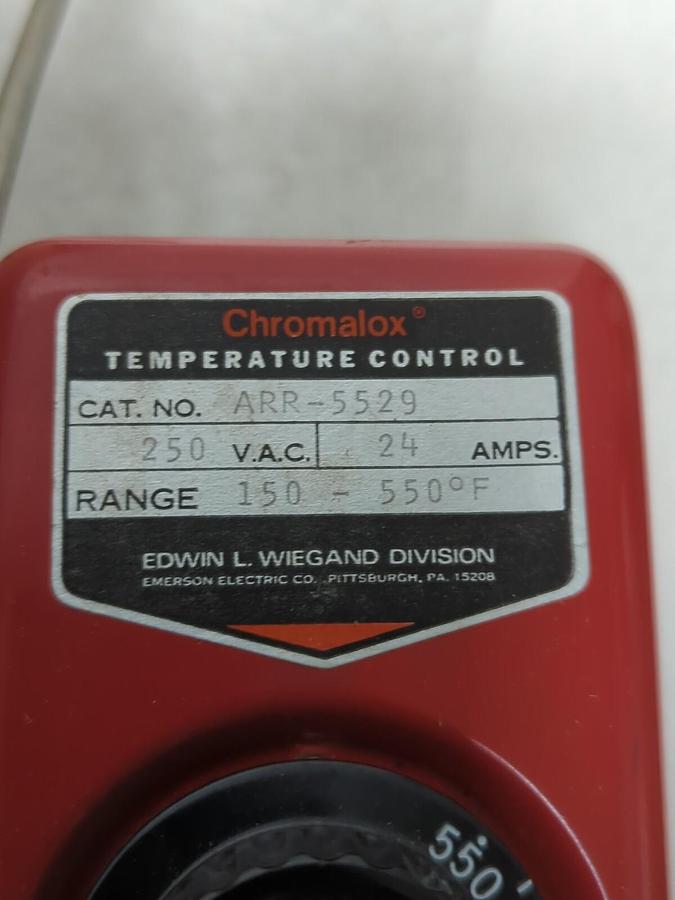 Chromalox®
TEMPERATURE CONTROL
CAT. NO. ARR-5529
250 V.A.C. 24 AMPS.
RANGE 150 - 550°F
EDWIN L. WIEGAND DIVISION
EMERSON ELECTRIC CO. PITTSBURGH, PA. 15208
550